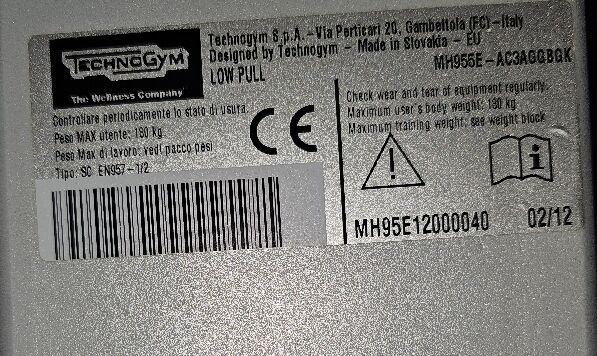 TECHNOGYM
The Wellness Company
Technogym S.p.A.-Via Perticari 20, Gambettola (FC)-Italy
Designed by Technogym - Made in Slovakia - EU
LOW PULL
MH955E-AC3AGQBGK
Controllare periodicamente lo stato di usura.
Peso MAX utente: 180 kg
Peso Max di lavoro: vedi pacco pesi
Tipo: SC EN957-1/2
CE
Check wear and tear of equipment regularly.
Maximum user's body weight: 180 kg
Maximum training weight: see weight block
MH95E12000040 02/12